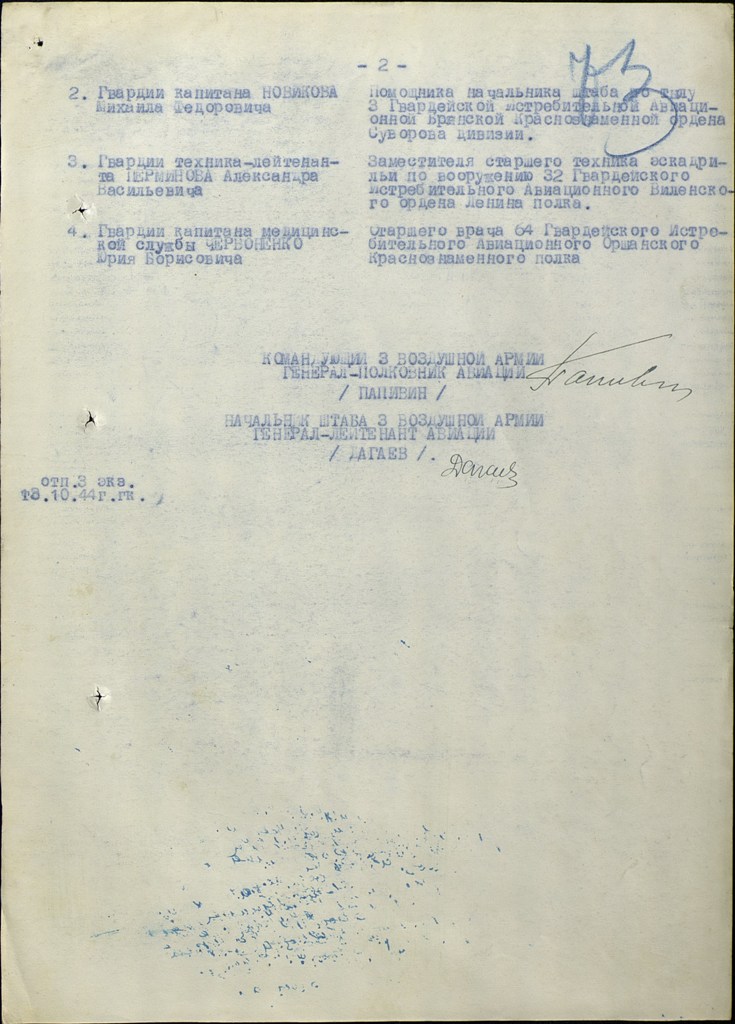 - 2 -
73
2. Гвардии капитана НОВИКОВА Помощника начальника штаба по тылу
Михаила Федоровича 3 Гвардейской Истребительной Авиаци-
онной Брянской Краснознаменной ордена
Суворова дивизии.
3. Гвардии техника-лейтенан- Заместителя старшего техника эскадри-
та ПЕРМИНОВА Александра льи по вооружению 32 Гвардейского
Васильевича Истребительного Авиационного Виленско-
го ордена Ленина полка.
4. Гвардии капитана медицинс- Старшего врача 64 Гвардейского Истре-
кой службы ЧЕРВОНЕНКО бительного Авиационного Оршанского
Юрия Борисовича Краснознаменного полка
КОМАНДУЮЩИЙ 3 ВОЗДУШНОЙ АРМИИ
ГЕНЕРАЛ-ПОЛКОВНИК АВИАЦИИ Папивин
/ ПАПИВИН /
НАЧАЛЬНИК ШТАБА 3 ВОЗДУШНОЙ АРМИИ
ГЕНЕРАЛ-ЛЕЙТЕНАНТ АВИАЦИИ
/ ДАГАЕВ /.
Дагаев
отп.3 экз.
18.10.44г.гк.